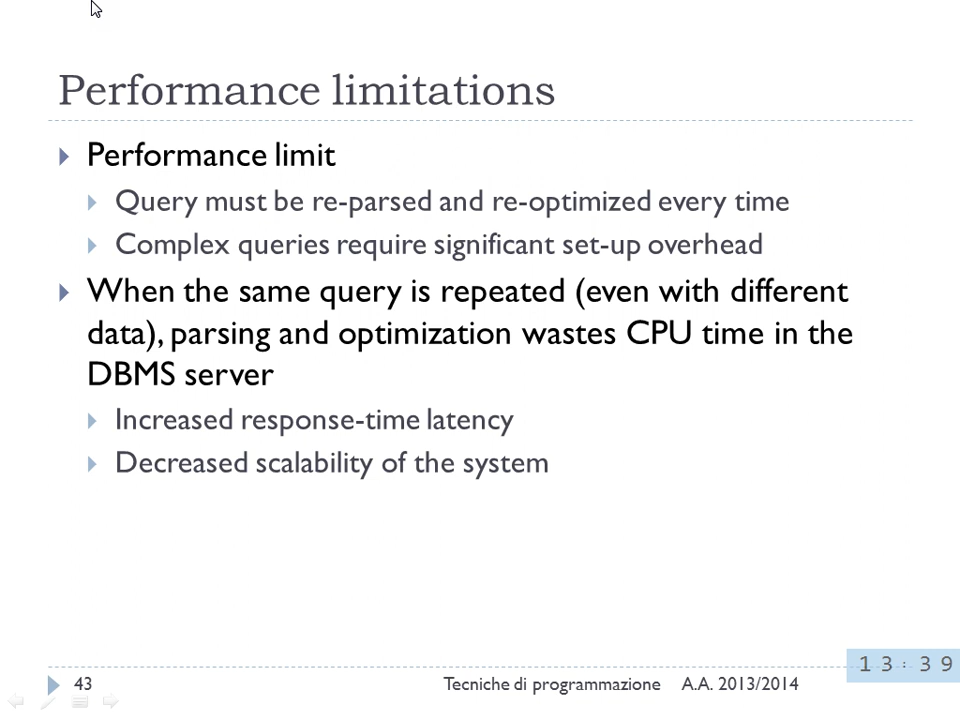 Performance limitations
Performance limit
Query must be re-parsed and re-optimized every time
Complex queries require significant set-up overhead
When the same query is repeated (even with different
data), parsing and optimization wastes CPU time in the
DBMS server
Increased response-time latency
Decreased scalability of the system
43
Tecniche di programmazione A.A. 2013/2014
13:39